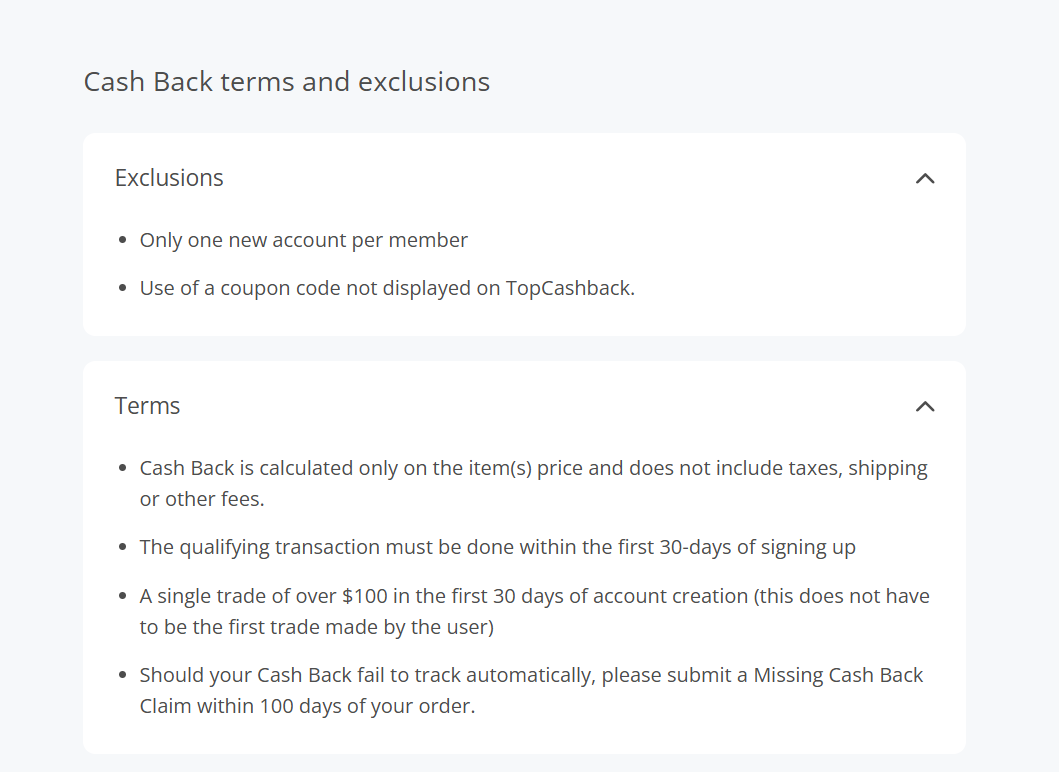 Cash Back terms and exclusions
Exclusions
• Only one new account per member
• Use of a coupon code not displayed on TopCashback.
Terms
• Cash Back is calculated only on the item(s) price and does not include taxes, shipping
or other fees.
• The qualifying transaction must be done within the first 30-days of signing up
• A single trade of over $100 in the first 30 days of account creation (this does not have
to be the first trade made by the user)
• Should your Cash Back fail to track automatically, please submit a Missing Cash Back
Claim within 100 days of your order.